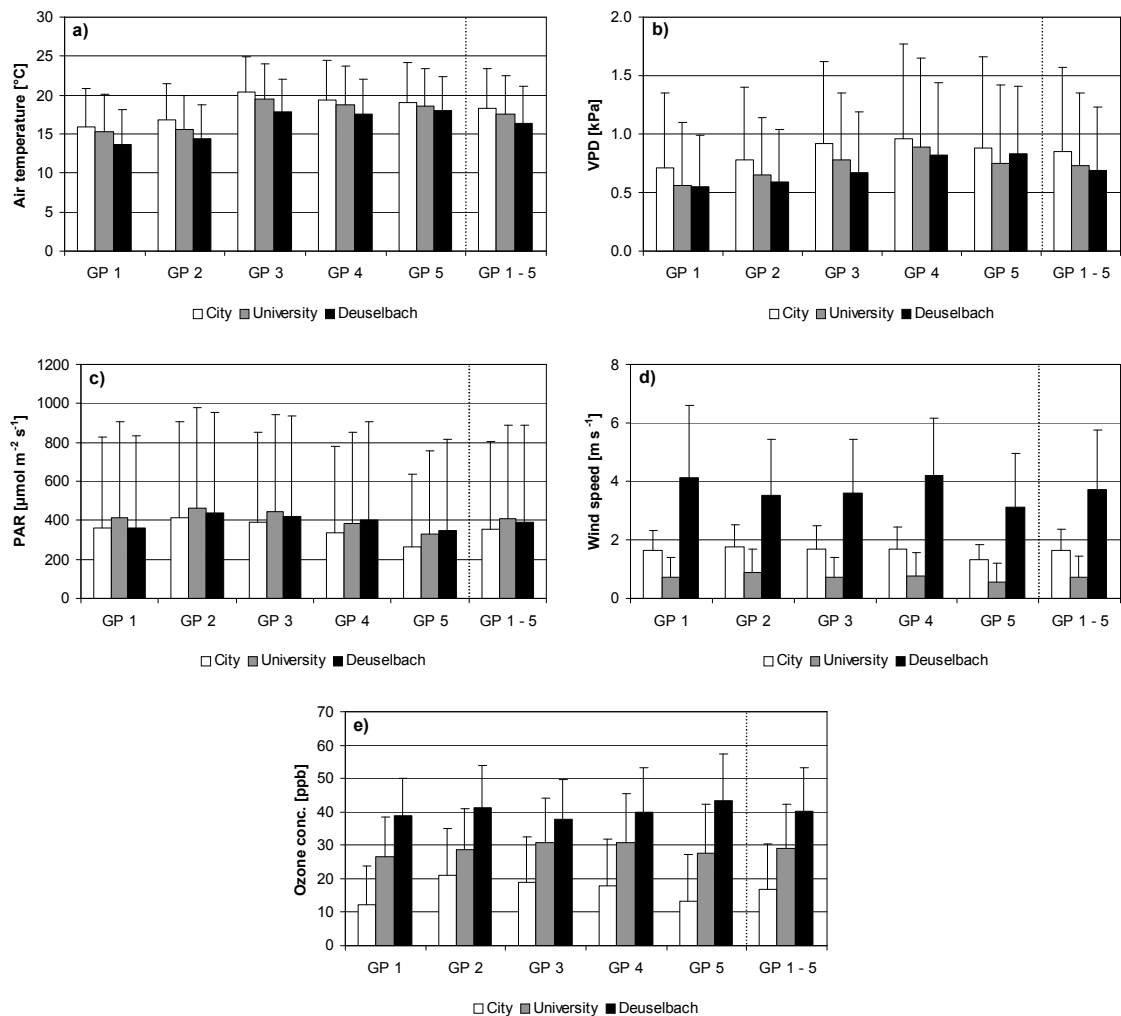 a)
Air temperature [°C]
30
25
20
15
10
5
0
GP 1 GP 2 GP 3 GP 4 GP 5 GP 1 - 5
City University Deuselbach
b)
VPD [kPa]
2.0
1.5
1.0
0.5
0.0
GP 1 GP 2 GP 3 GP 4 GP 5 GP 1 - 5
City University Deuselbach
c)
PAR [µmol m⁻² s⁻¹]
1200
1000
800
600
400
200
0
GP 1 GP 2 GP 3 GP 4 GP 5 GP 1 - 5
City University Deuselbach
d)
Wind speed [m s⁻¹]
8
6
4
2
0
GP 1 GP 2 GP 3 GP 4 GP 5 GP 1 - 5
City University Deuselbach
e)
Ozone conc. [ppb]
70
60
50
40
30
20
10
0
GP 1 GP 2 GP 3 GP 4 GP 5 GP 1 - 5
City University Deuselbach